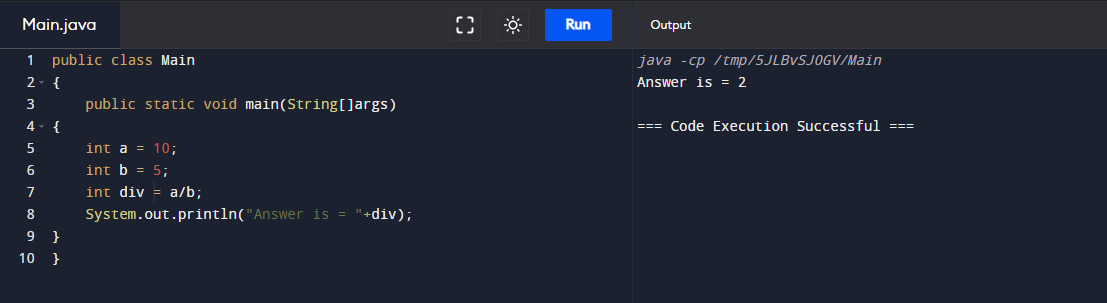 Main.java
Run
Output
1 public class Main
2 {
3 public static void main(String[]args)
4 {
5 int a = 10;
6 int b = 5;
7 int div = a/b;
8 System.out.println("Answer is = "+div);
9 }
10 }
java -cp /tmp/5JLBvSJOGV/Main
Answer is = 2
=== Code Execution Successful ===